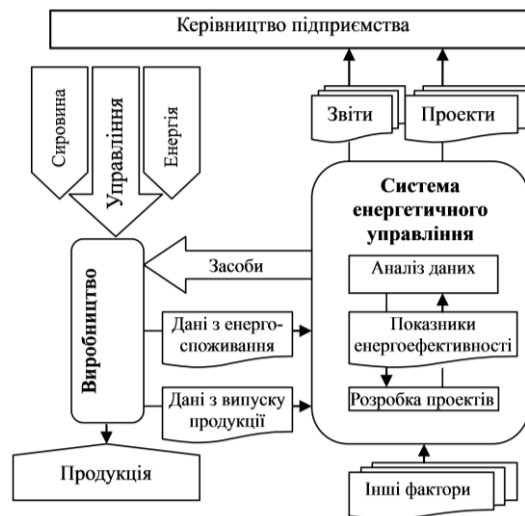 Керівництво підприємства
Сировина
Управління
Енергія
Звіти
Проекти
Система
енергетичного
управління
Засоби
Аналіз даних
Виробництво
Дані з енерго-
споживання
Показники
енергоефективності
Дані з випуску
продукції
Розробка проектів
Продукція
Інші фактори